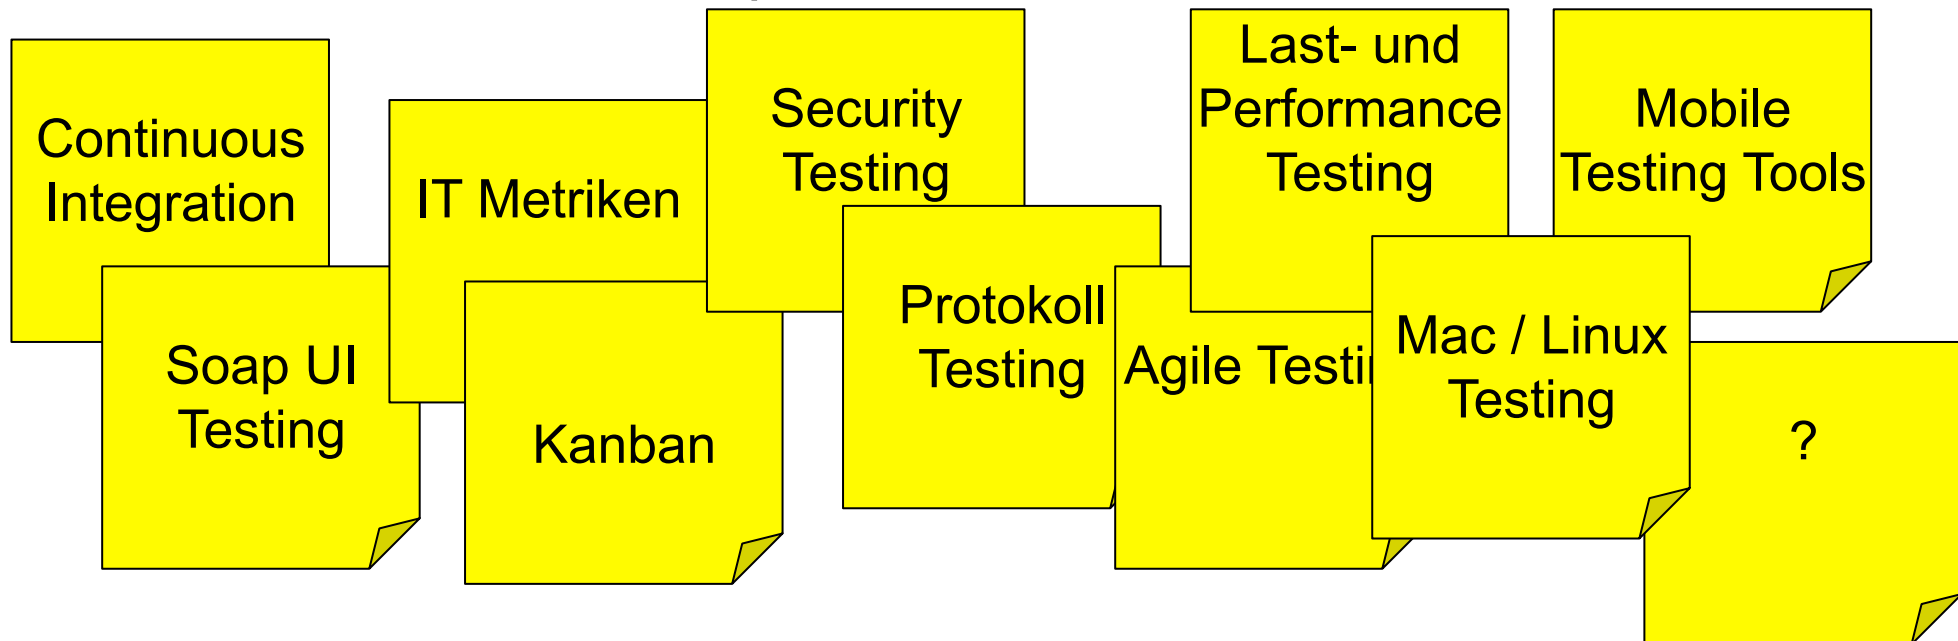 Continuous
Integration
Soap UI
Testing
IT Metriken
Kanban
Security
Testing
Protokoll
Testing
Agile Testi
Last- und
Performance
Testing
Mac / Linux
Testing
Mobile
Testing Tools
?